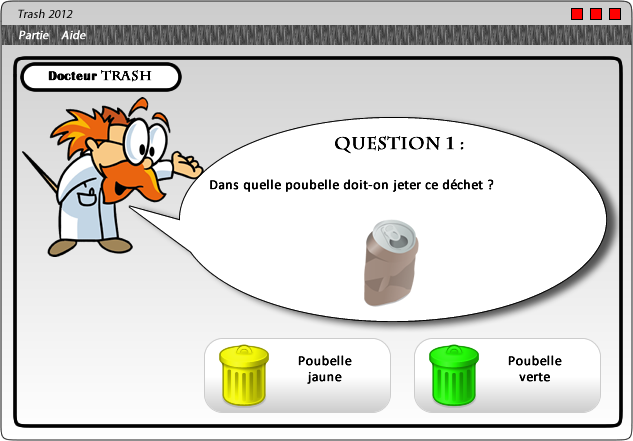 Trash 2012
Partie Aide
Docteur TRASH
QUESTION 1 :
Dans quelle poubelle doit-on jeter ce déchet ?
Poubelle
jaune
Poubelle
verte